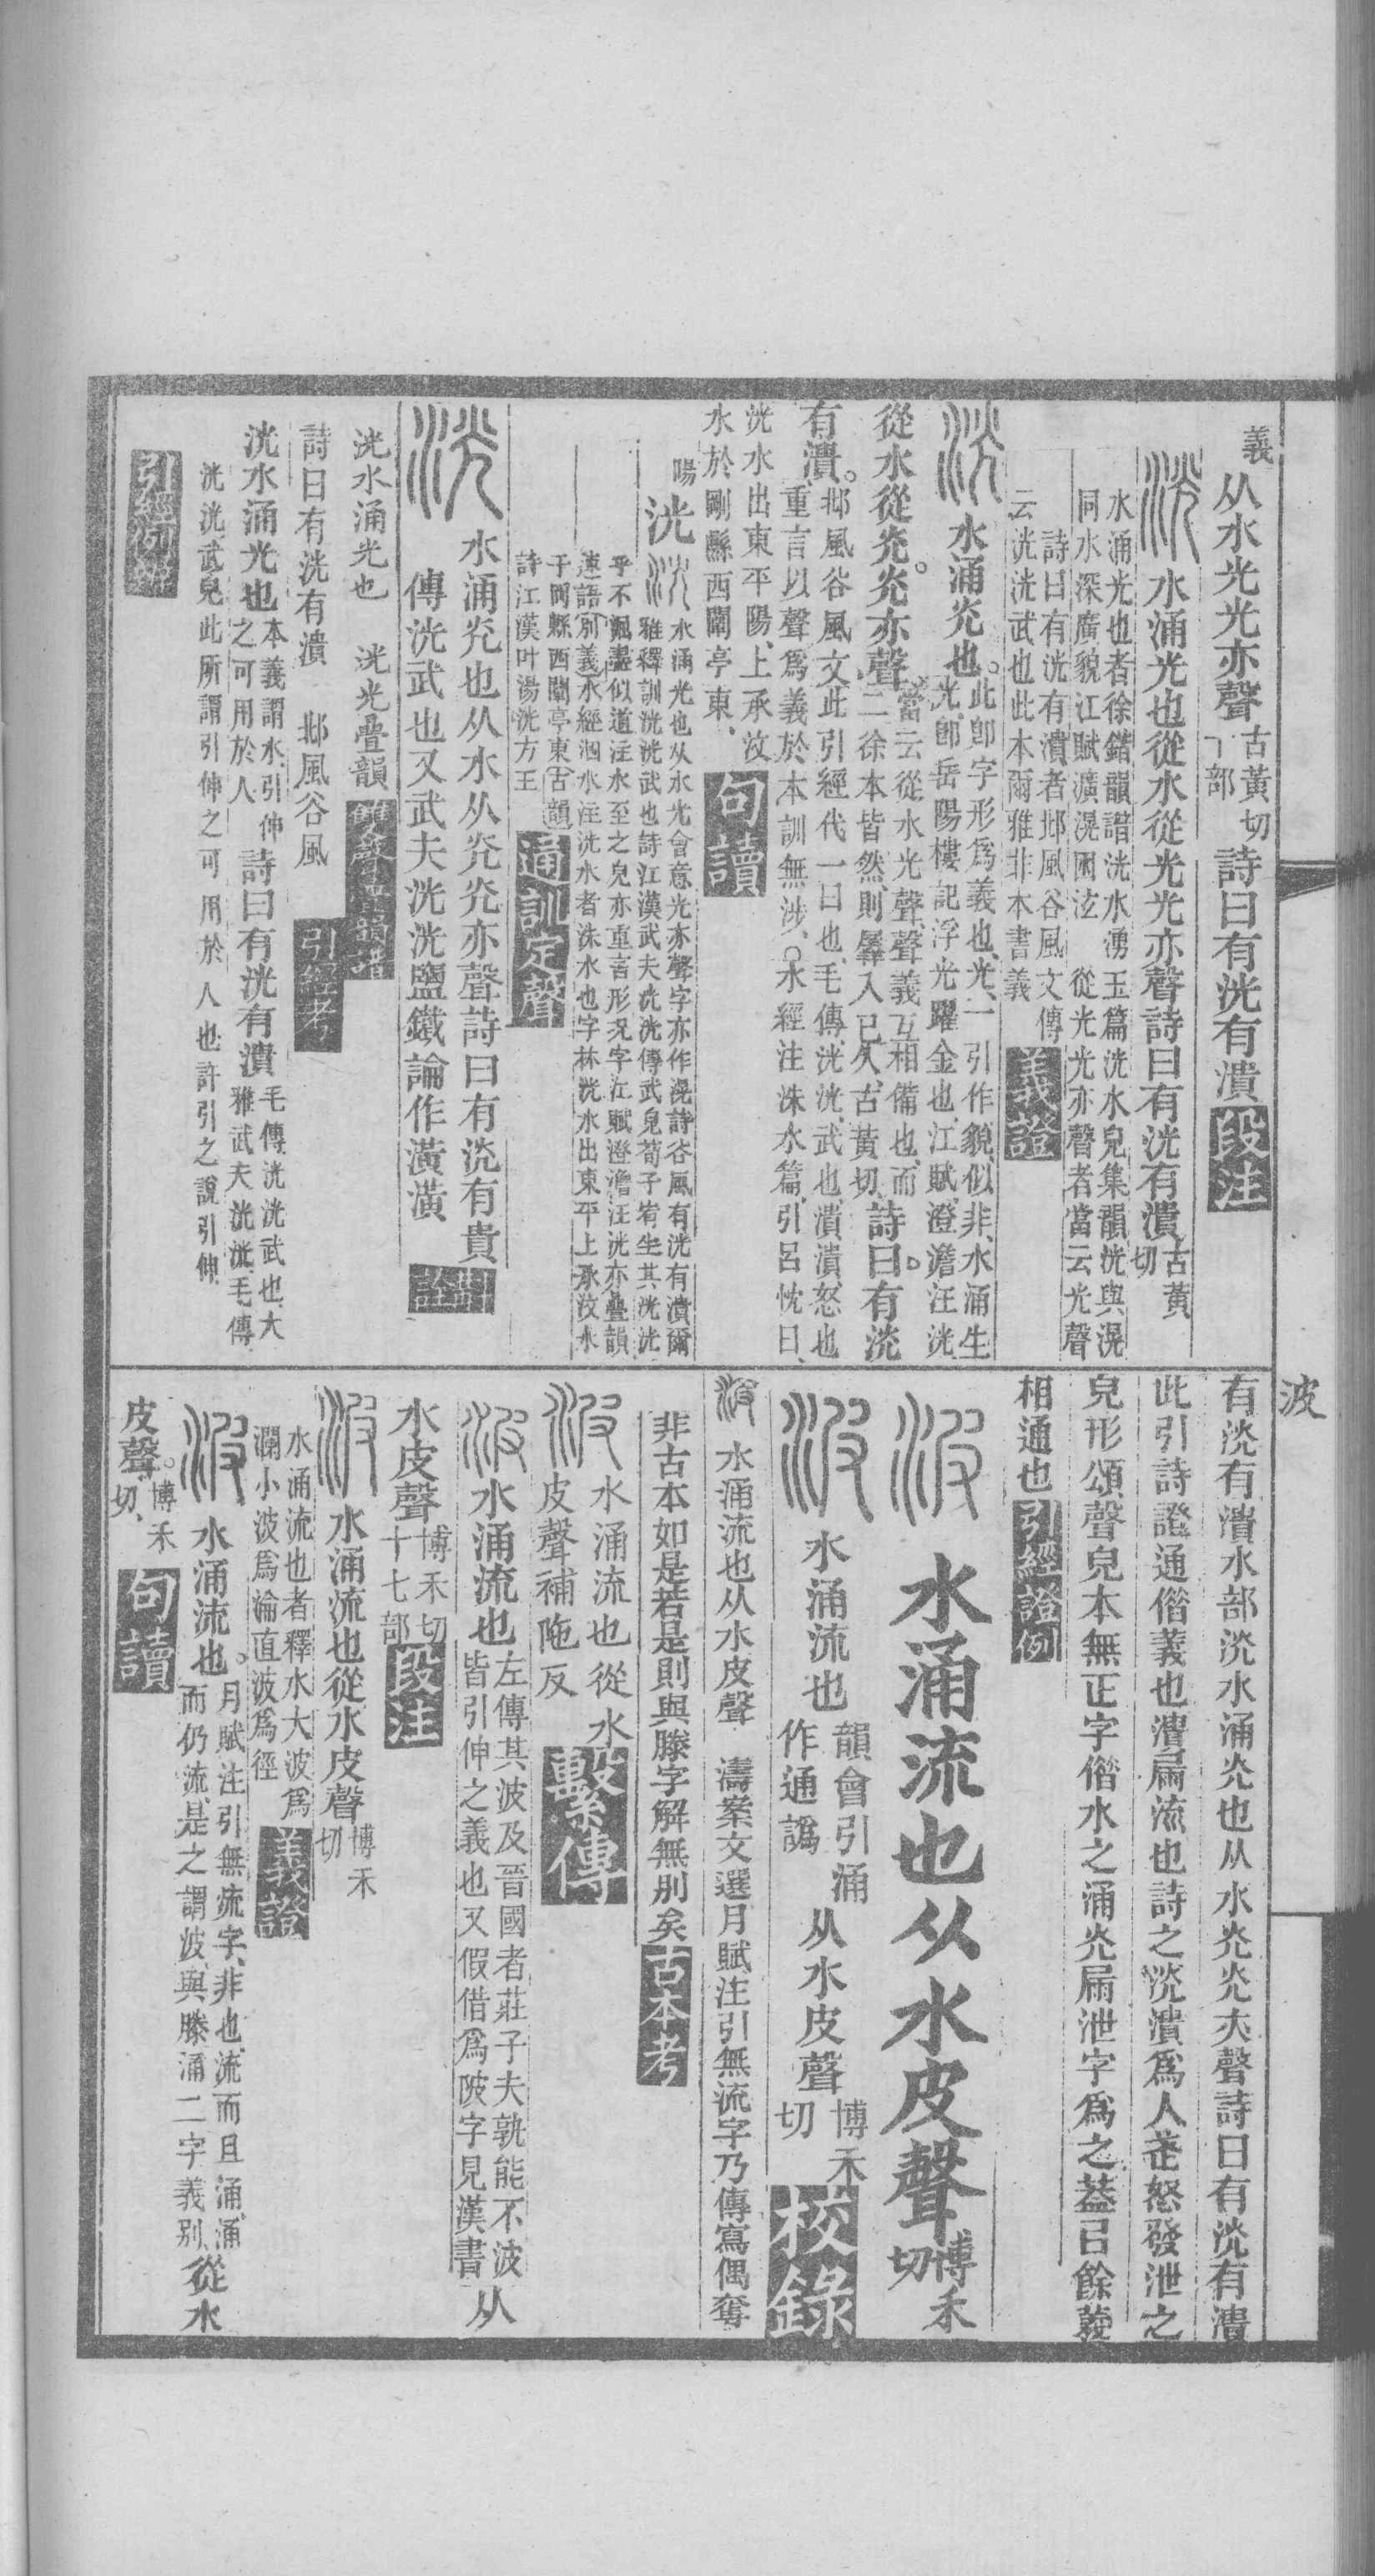 義
从水光光亦聲
古黃切
部
詩曰有洸有潰
段注
水涌光也從水從光光亦聲詩曰有洸有潰
古黃
切
水涌光也者徐鍇韻譜洸水湧玉篇洸水皃集韻洸與滉
同水深廣貌江賦瀇滉囦泫從光光亦聲者當云光聲
詩曰有洸有潰者邶風谷風文傳
云洸洸武也此本爾雅非本書義
義證
水涌灮也。
此卽字形爲義也、光、一引作貌、似非、水涌生
光、卽岳陽樓記浮光躍金也、江賦、澄澹汪洸
從水從灮。灮亦聲
當云從水光聲、聲義互相備也、而
二徐本皆然、則羼入已久、古黃切、
詩曰。有洸
有潰。
邶風谷風文、此引經代一曰也、毛傳、洸洸、武也、潰潰、怒也
重言以聲爲義、於本訓無涉、〇水經注洙水篇、引呂忱曰、
洸水出東平陽、上承汶
水於剛縣西闡亭東、
句讀
陽
洸
水涌光也从水光會意光亦聲字亦作滉詩谷風有洸有潰爾
雅釋訓洸洸武也詩江漢武夫洸洸傳武皃荀子宥坐其洸洸
乎不淈盡似道注水至之皃亦重言形況字江賦澄澹汪洸亦疊韻
連語別義水經泗水注洸水者洙水也字林洸水出東平上承汶水
于岡縣西闡亭東古韻
詩江漢叶湯洸方王
通訓定聲
水涌灮也从水从灮灮亦聲詩曰有洸有貴
傳洸武也又武夫洸洸鹽鐵論作潢潢
斠詮
洸水涌光也 洸光疊韻
雙聲疊韻譜
詩曰有洸有潰 邶風谷風
引經考
洸水涌光也
本義謂水、引伸
之可用於人
詩曰有洸有潰
毛傳、洸洸武也、大
雅武夫洸洸、毛傳
洸洸武皃此所謂引伸之可用於人也許引之說引伸、
引經例辨
波
有洸有潰水部洸水涌灮也从水灮灮亦聲詩曰有洸有潰
此引詩證通偕義也潰屚流也詩之洸潰爲人𢘆怒發泄之
皃形頌聲皃本無正字偕水之涌灮屚泄字爲之葢㠯餘義
相通也
引經證例
水涌流也从水皮聲
博禾
切
水涌流也
韻會引涌
作通譌
从水皮聲
博禾
切
校錄
水涌流也从水皮聲 濤案文選月賦注引無流字乃傳寫偶奪
非古本如是若是則與滕字解無別矣
古本考
水涌流也從水
皮聲補陁反
繫傳
水涌流也
左傳其波及晉國者莊子夫孰能不波
皆引伸之義也又假借爲陂字見漢書
从
水皮聲
博禾切
十七部
段注
水涌流也從水皮聲
博禾
切
水涌流也者釋水大波爲
瀾小波爲淪直波爲徑
義證
水涌流也。
月賦注引無流字、非也、流而且涌、涌
而仍流、是之謂波、與滕涌二字義別、
從水
皮聲。
博禾
切、
句讀